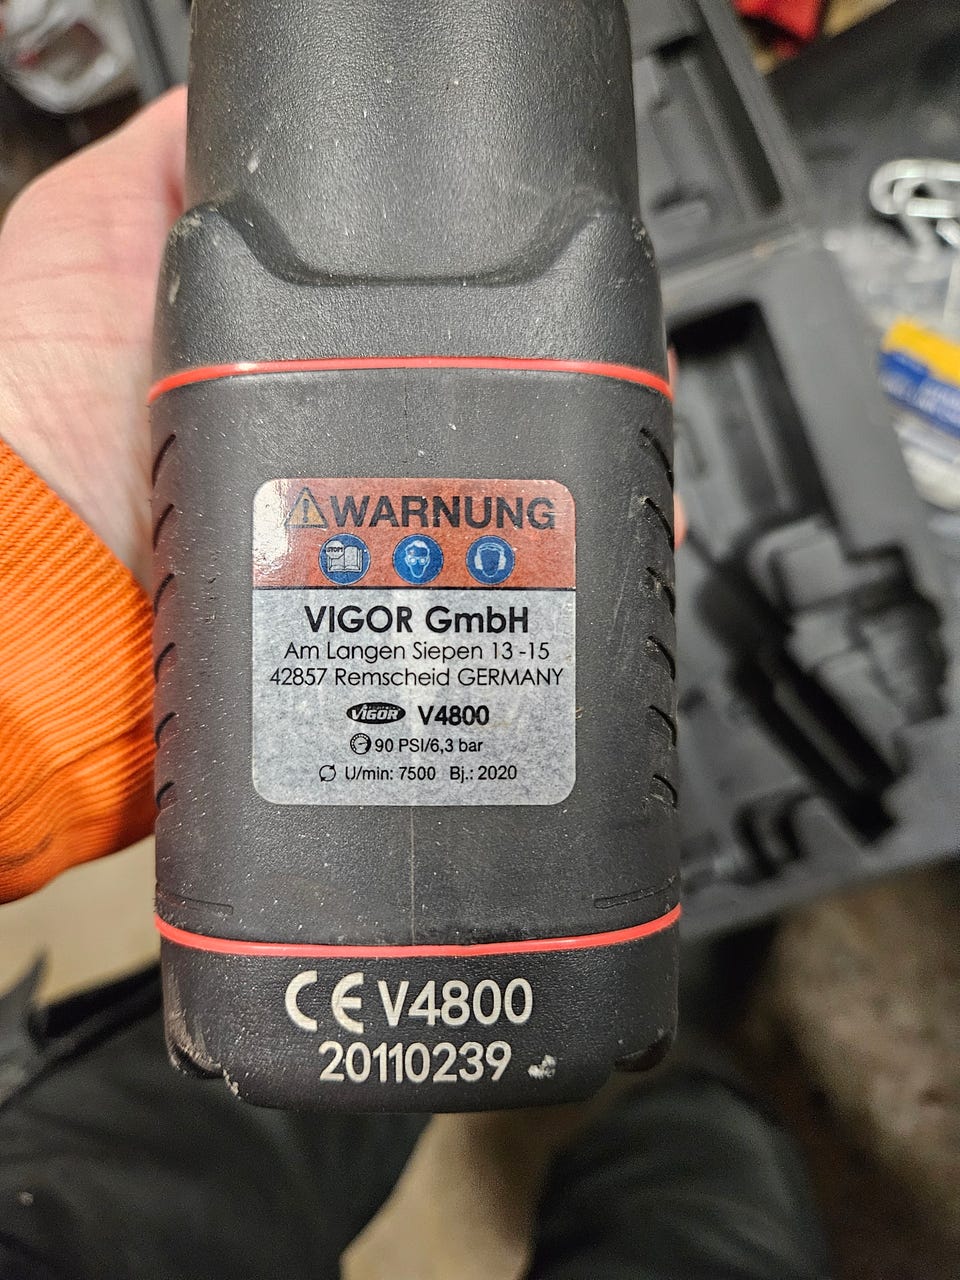 WARNUNG
STOP!
VIGOR GmbH
Am Langen Siepen 13 -15
42857 Remscheid GERMANY
VIGOR V4800
90 PSI/6,3 bar
U/min: 7500 Bj.: 2020
CE V4800
20110239